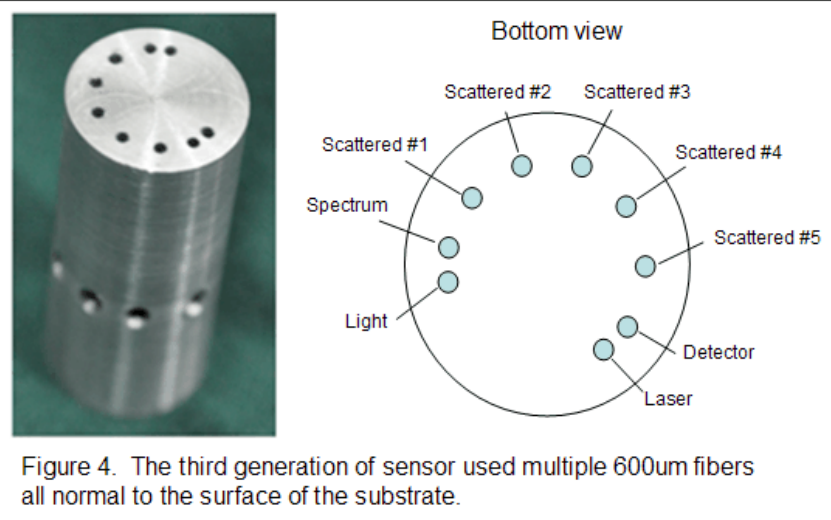 Bottom view
Scattered #2
Scattered #3
Scattered #1
Scattered #4
Spectrum
Scattered #5
Light
Detector
Laser
Figure 4.  The third generation of sensor used multiple 600um fibers
all normal to the surface of the substrate.